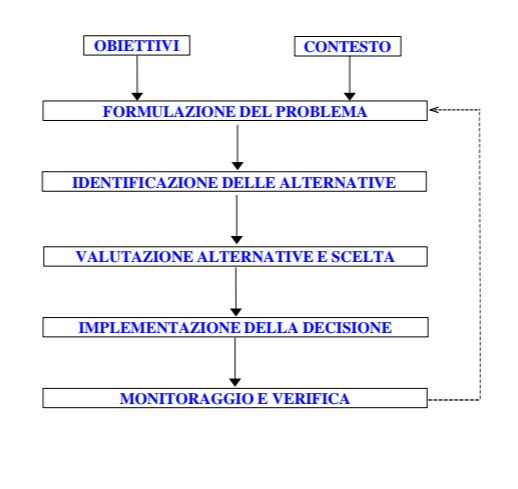 OBIETTIVI
CONTESTO
FORMULAZIONE DEL PROBLEMA
IDENTIFICAZIONE DELLE ALTERNATIVE
VALUTAZIONE ALTERNATIVE E SCELTA
IMPLEMENTAZIONE DELLA DECISIONE
MONITORAGGIO E VERIFICA